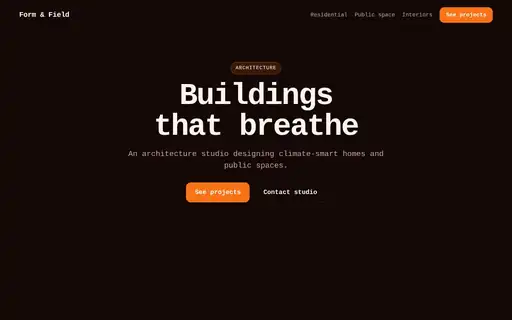 Form & Field
Residential Public space Interiors See projects
ARCHITECTURE
Buildings
that breathe
An architecture studio designing climate-smart homes and
public spaces.
See projects Contact studio